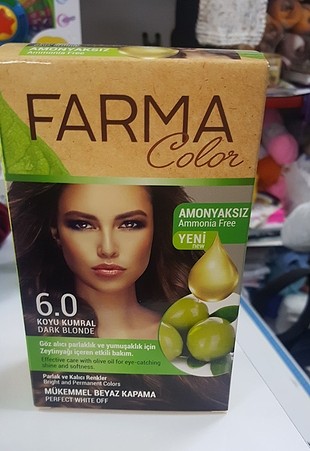 Ammonia Free
FARMA
Color
AMONYAKSIZ
Ammonia Free
YENİ
new
6.0
KOYU KUMRAL
DARK BLONDE
Göz alıcı parlaklık ve yumuşaklık için
Zeytinyağı içeren etkili bakım.
Effective care with olive oil for eye-catching
shine and softness.
Parlak ve Kalıcı Renkler
Bright and Permanent Colors
MÜKEMMEL BEYAZ KAPAMA
PERFECT WHITE OFF